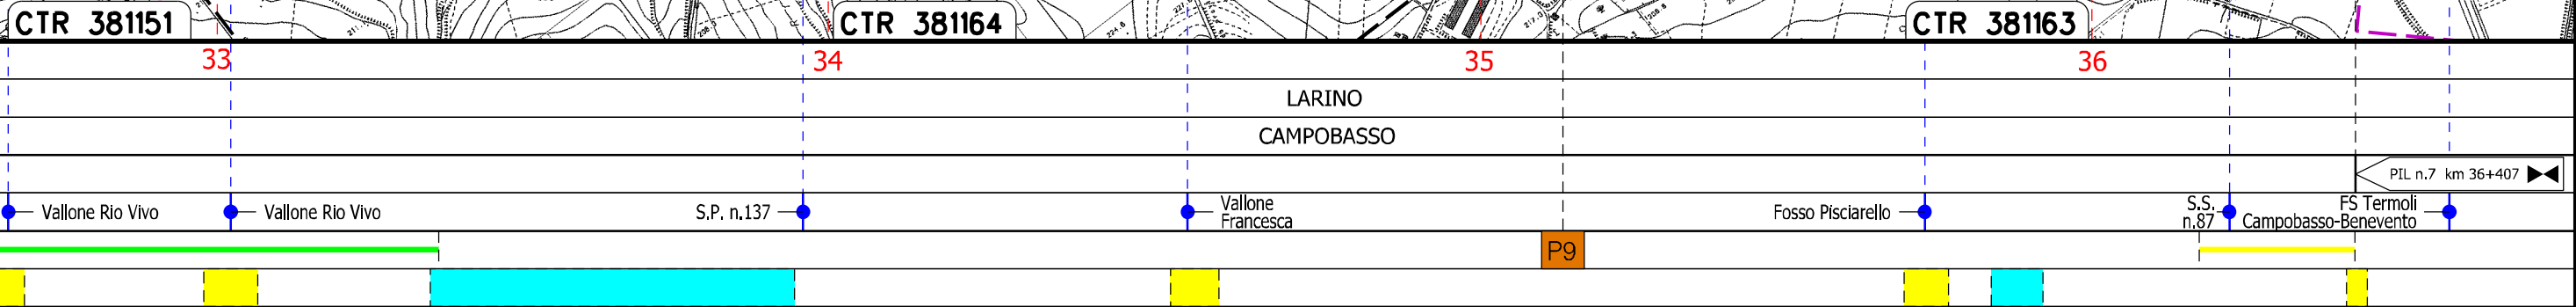 CTR 381151
CTR 381164
CTR 381163
33
34
35
36
LARINO
CAMPOBASSO
PIL n.7 km 36+407
Vallone Rio Vivo
Vallone Rio Vivo
S.P. n.137
Vallone
Francesca
Fosso Pisciarello
S.S.
n.87
FS Termoli
Campobasso-Benevento
P9